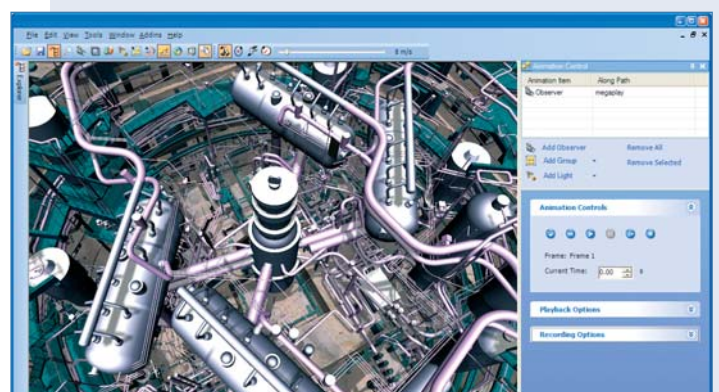 File Edit View Tools Window Addins Help
8 m/s
Explorer
Animation Control
Animation Item Along Path
Observer megaplay
Add Observer Remove All
Add Group Remove Selected
Add Light
Animation Controls
Frame: Frame 1
Current Time: 0.00 s
Playback Options
Recording Options